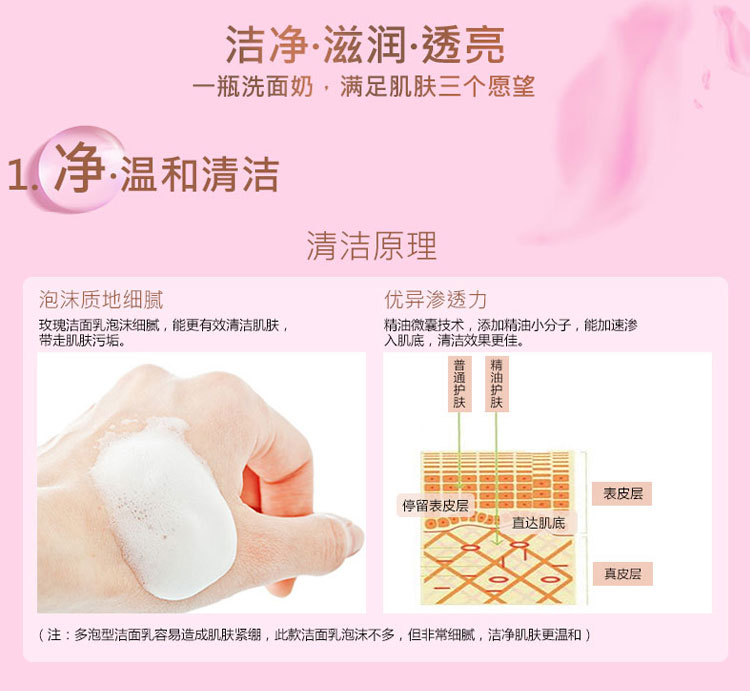 洁净·滋润·透亮
一瓶洗面奶，满足肌肤三个愿望
1. 净·温和清洁
清洁原理
泡沫质地细腻
玫瑰洁面乳泡沫细腻，能更有效清洁肌肤，
带走肌肤污垢。
优异渗透力
精油微囊技术，添加精油小分子，能加速渗
入肌底，清洁效果更佳。
普通护肤
精油护肤
停留表皮层
直达肌底
表皮层
真皮层
（注：多泡型洁面乳容易造成肌肤紧绷，此款洁面乳泡沫不多，但非常细腻，洁净肌肤更温和）